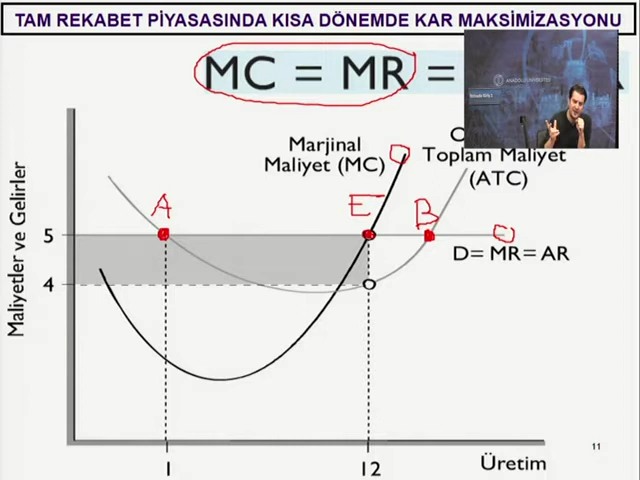 TAM REKABET PİYASASINDA KISA DÖNEMDE KAR MAKSİMİZASYONU
MC = MR =
Marjinal
Maliyet (MC)
Toplam Maliyet
(ATC)
A
E
B
5
D= MR= AR
4
Maliyetler ve Gelirler
11
1
12
Üretim